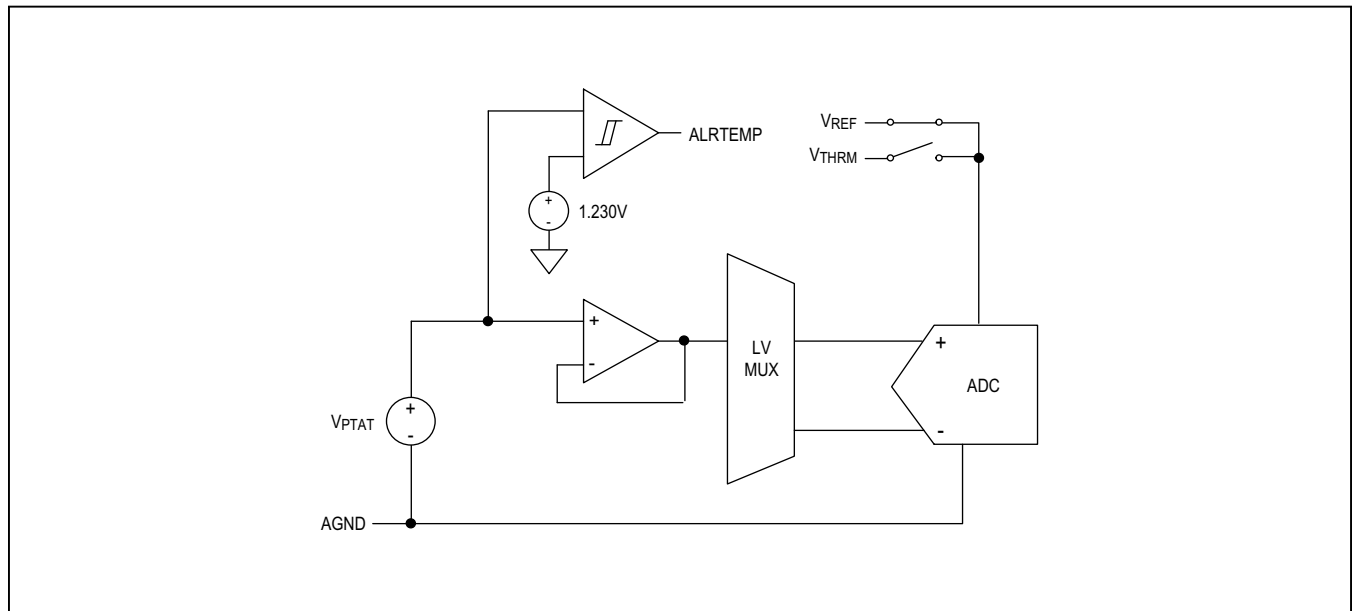 VREF
ALRTEMP
VTHRM
+
-
1.230V
+
-
LV
MUX
+
-
ADC
VPTAT
+
-
AGND